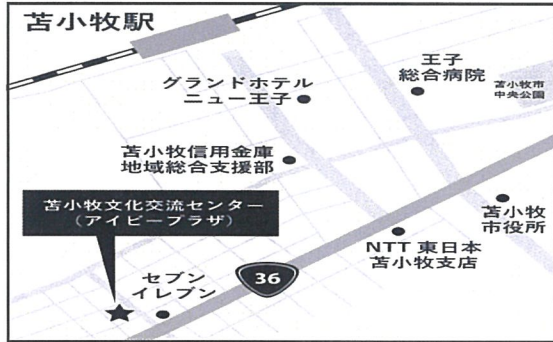 苫小牧駅
グランドホテル
ニュー王子
王子
総合病院
苫小牧市
中央公園
苫小牧信用金庫
地域総合支援部
苫小牧文化交流センター
（アイビープラザ）
セブン
イレブン
36
NTT 東日本
苫小牧支店
苫小牧
市役所